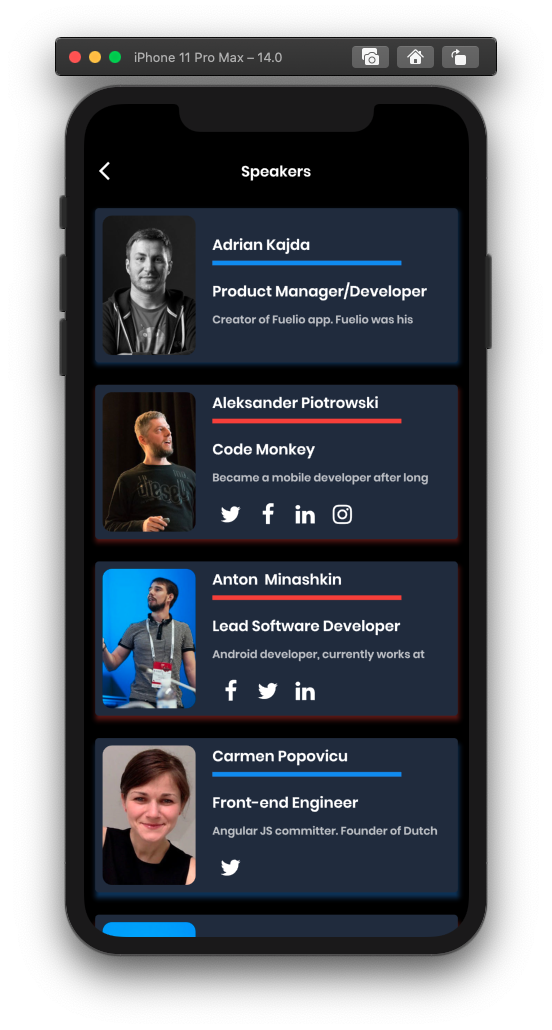 iPhone 11 Pro Max – 14.0
Speakers
Adrian Kajda
Product Manager/Developer
Creator of Fuelio app. Fuelio was his
Aleksander Piotrowski
Code Monkey
Became a mobile developer after long
diesel
Anton  Minashkin
Lead Software Developer
Android developer, currently works at
Carmen Popovicu
Front-end Engineer
Angular JS committer. Founder of Dutch